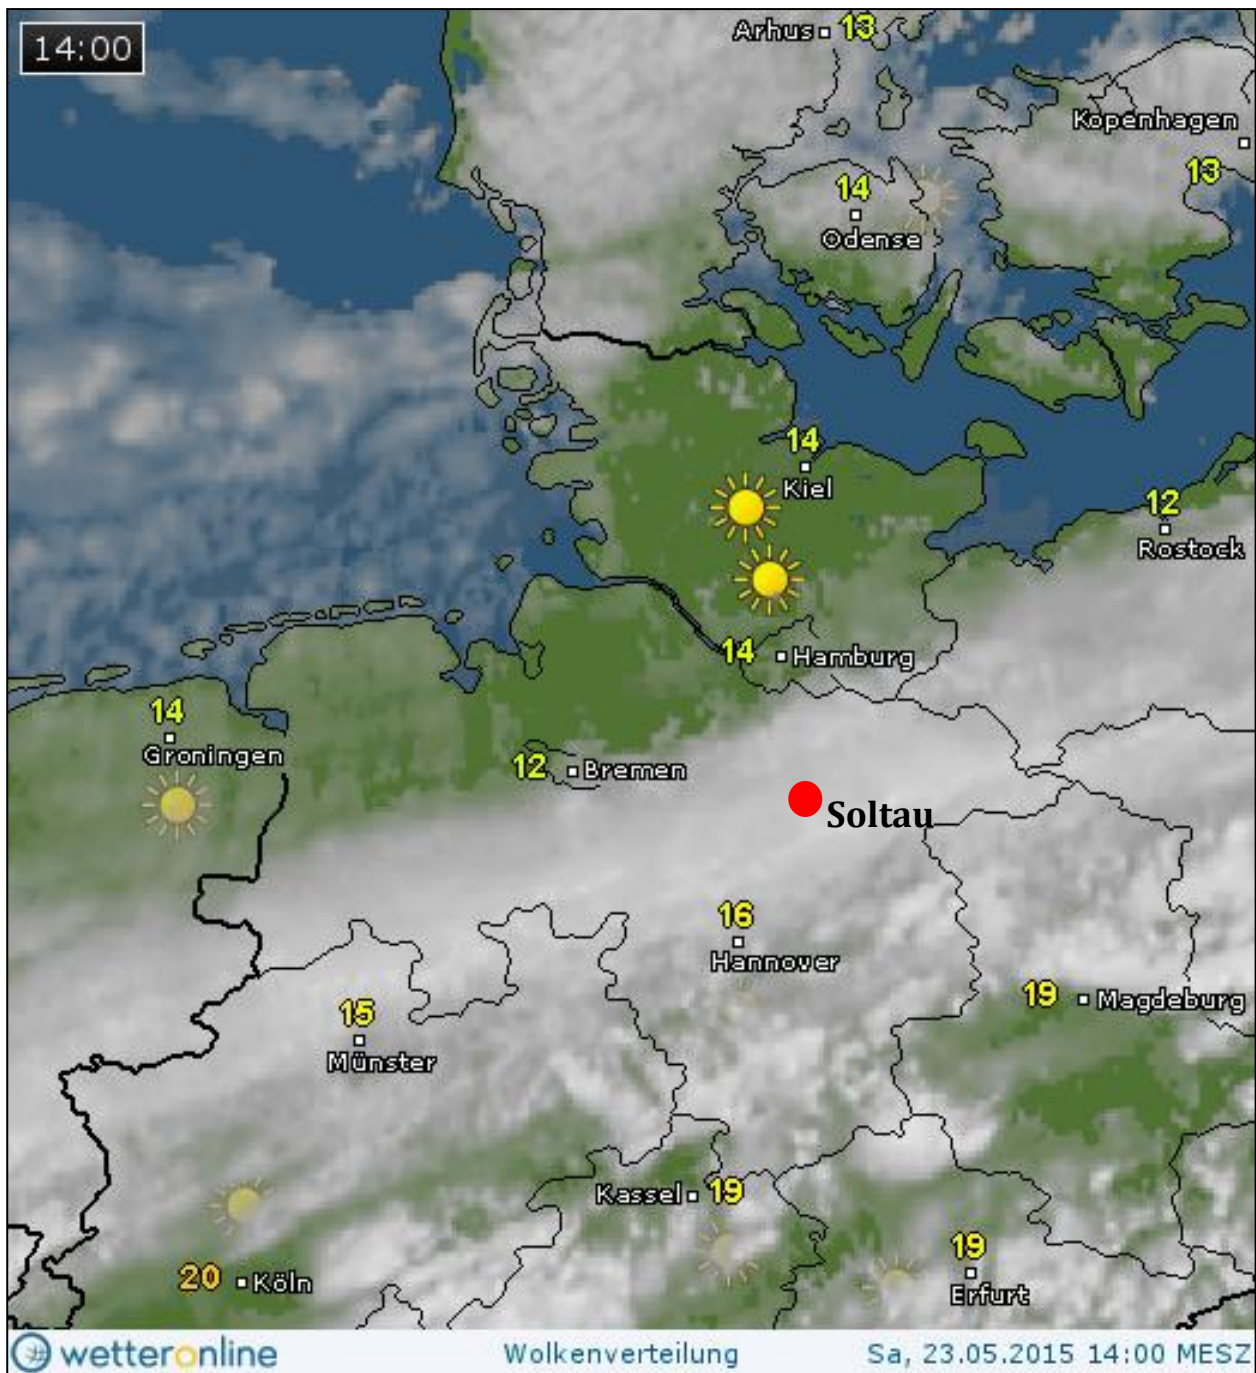 14:00
Arhus 13
Kopenhagen
13
14
Odense
14
Kiel
12
Rostock
14 Hamburg
14
Groningen
12 Bremen
Soltau
16
Hannover
19 Magdeburg
15
Münster
Kassel 19
19
Erfurt
20 Köln
wetteronline Wolkenverteilung Sa, 23.05.2015 14:00 MESZ